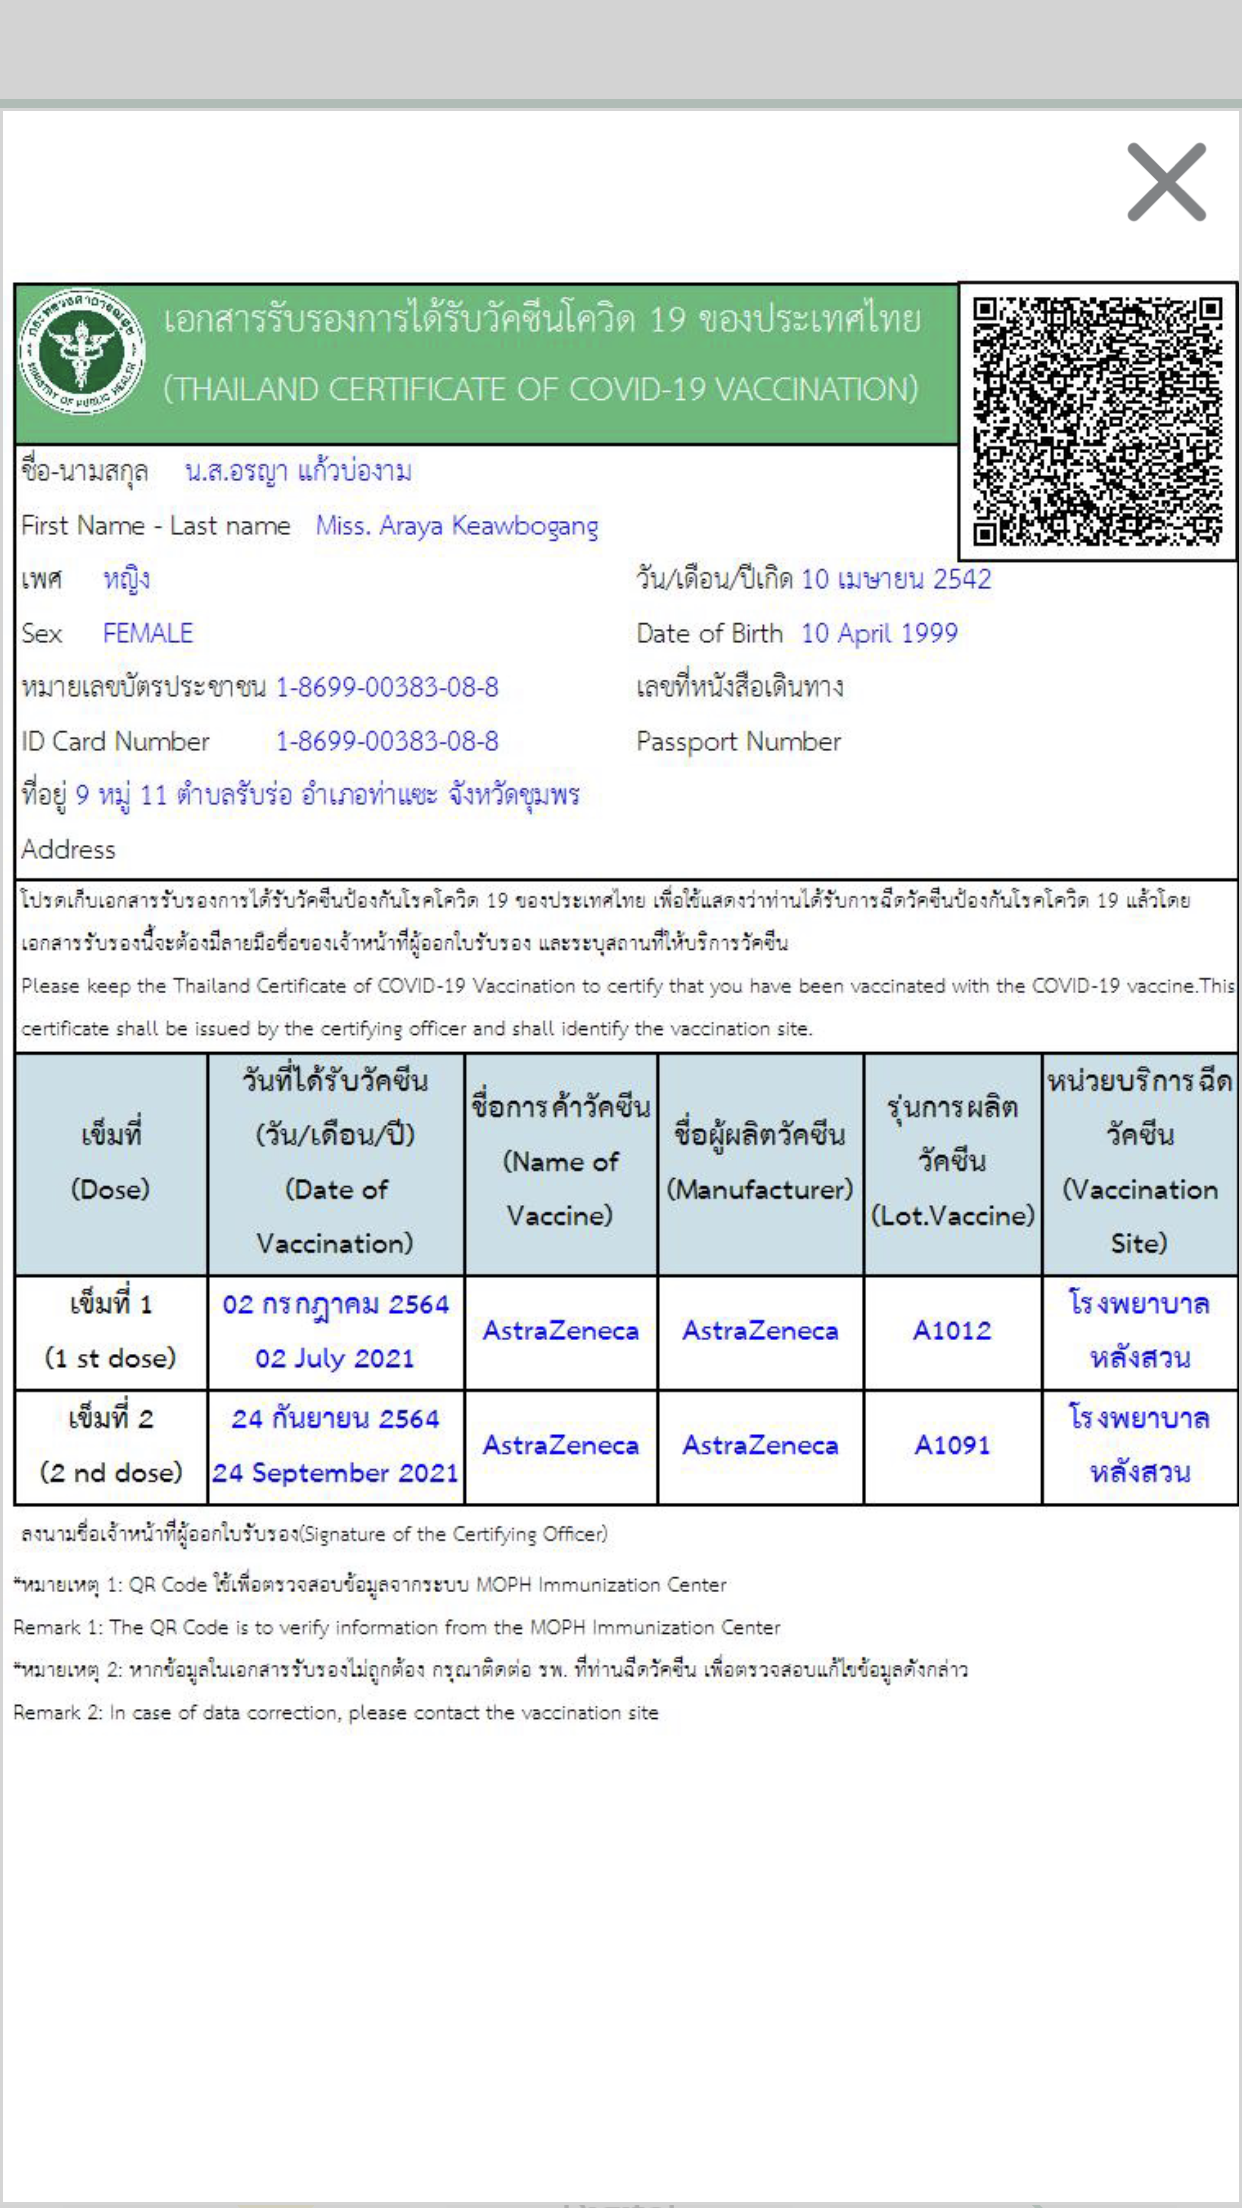 เอกสารรับรองการได้รับวัคซีนโควิด 19 ของประเทศไทย
(THAILAND CERTIFICATE OF COVID-19 VACCINATION)
กระทรวงสาธารณสุข
MINISTRY OF PUBLIC HEALTH
ชื่อ-นามสกุล น.ส.อรญา แก้วบ่องาม
First Name - Last name Miss. Araya Keawbogang
เพศ หญิง วัน/เดือน/ปีเกิด 10 เมษายน 2542
Sex FEMALE Date of Birth 10 April 1999
หมายเลขบัตรประชาชน 1-8699-00383-08-8 เลขที่หนังสือเดินทาง
ID Card Number 1-8699-00383-08-8 Passport Number
ที่อยู่ 9 หมู่ 11 ตำบลรับร่อ อำเภอท่าแซะ จังหวัดชุมพร
Address
โปรดเก็บเอกสารรับรองการได้รับวัคซีนป้องกันโรคโควิด 19 ของประเทศไทย เพื่อใช้แสดงว่าท่านได้รับการฉีดวัคซีนป้องกันโรคโควิด 19 แล้วโดย
เอกสารรับรองนี้จะต้องมีลายมือชื่อของเจ้าหน้าที่ผู้ออกใบรับรอง และระบุสถานที่ให้บริการวัคซีน
Please keep the Thailand Certificate of COVID-19 Vaccination to certify that you have been vaccinated with the COVID-19 vaccine.This
certificate shall be issued by the certifying officer and shall identify the vaccination site.
เข็มที่
(Dose)
วันที่ได้รับวัคซีน
(วัน/เดือน/ปี)
(Date of
Vaccination)
ชื่อการค้าวัคซีน
(Name of
Vaccine)
ชื่อผู้ผลิตวัคซีน
(Manufacturer)
รุ่นการผลิต
วัคซีน
(Lot.Vaccine)
หน่วยบริการฉีด
วัคซีน
(Vaccination
Site)
เข็มที่ 1
(1 st dose)
02 กรกฎาคม 2564
02 July 2021
AstraZeneca
AstraZeneca
A1012
โรงพยาบาล
หลังสวน
เข็มที่ 2
(2 nd dose)
24 กันยายน 2564
24 September 2021
AstraZeneca
AstraZeneca
A1091
โรงพยาบาล
หลังสวน
ลงนามชื่อเจ้าหน้าที่ผู้ออกใบรับรอง(Signature of the Certifying Officer)
*หมายเหตุ 1: QR Code ใช้เพื่อตรวจสอบข้อมูลจากระบบ MOPH Immunization Center
Remark 1: The QR Code is to verify information from the MOPH Immunization Center
*หมายเหตุ 2: หากข้อมูลในเอกสารรับรองไม่ถูกต้อง กรุณาติดต่อ รพ. ที่ท่านฉีดวัคซีน เพื่อตรวจสอบแก้ไขข้อมูลดังกล่าว
Remark 2: In case of data correction, please contact the vaccination site